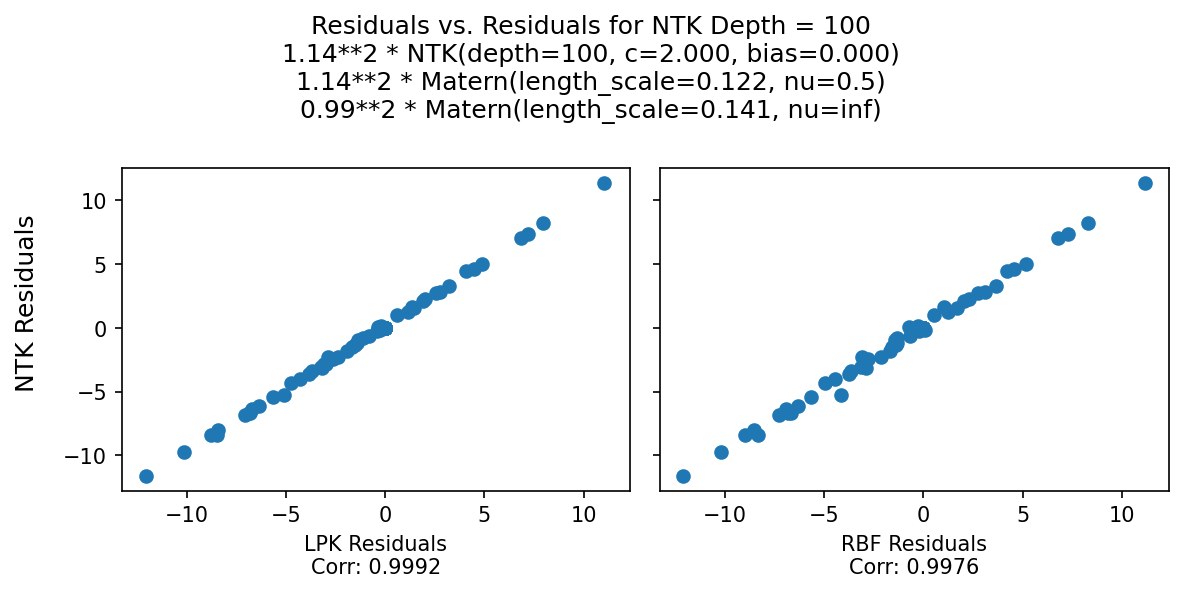 Residuals vs. Residuals for NTK Depth = 100
1.14**2 * NTK(depth=100, c=2.000, bias=0.000)
1.14**2 * Matern(length_scale=0.122, nu=0.5)
0.99**2 * Matern(length_scale=0.141, nu=inf)
NTK Residuals
10
5
0
−5
−10
−10 −5 0 5 10
−10 −5 0 5 10
LPK Residuals
Corr: 0.9992
RBF Residuals
Corr: 0.9976